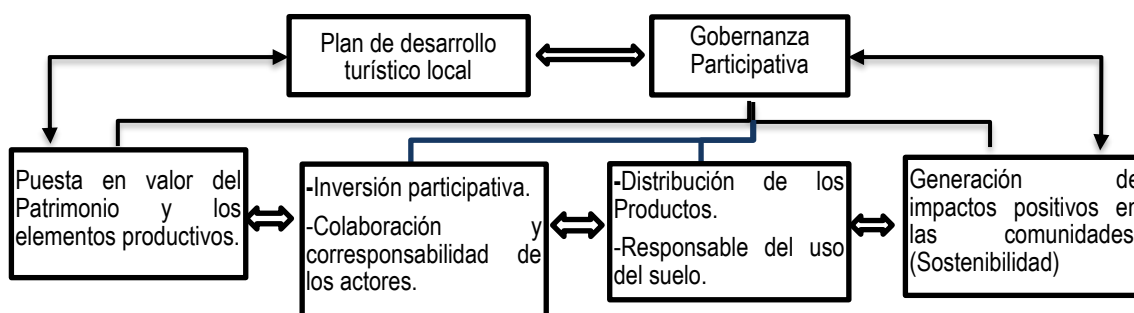 Plan de desarrollo
turístico local
Gobernanza
Participativa
Puesta en valor del
Patrimonio y los
elementos productivos.
-Inversión participativa.
-Colaboración y
corresponsabilidad de
los actores.
-Distribución de los
Productos.
-Responsable del uso
del suelo.
Generación de
impactos positivos en
las comunidades
(Sostenibilidad)